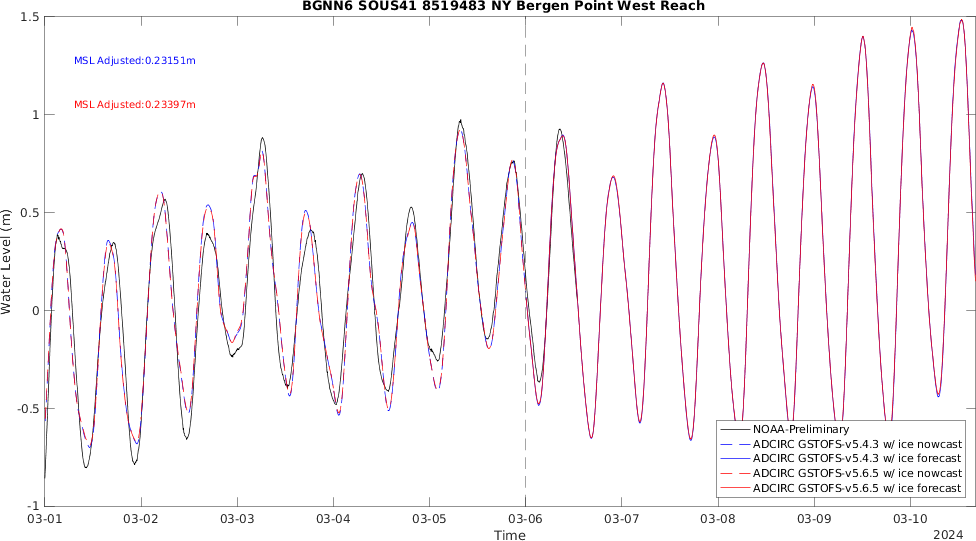 BGNN6 SOUS41 8519483 NY Bergen Point West Reach
1.5
MSL Adjusted:0.23151m
MSL Adjusted:0.23397m
1
0.5
Water Level (m)
0
-0.5
-1
NOAA-Preliminary
ADCIRC GSTOFS-v5.4.3 w/ ice nowcast
ADCIRC GSTOFS-v5.4.3 w/ ice forecast
ADCIRC GSTOFS-v5.6.5 w/ ice nowcast
ADCIRC GSTOFS-v5.6.5 w/ ice forecast
03-01 03-02 03-03 03-04 03-05 03-06 03-07 03-08 03-09 03-10
Time
2024